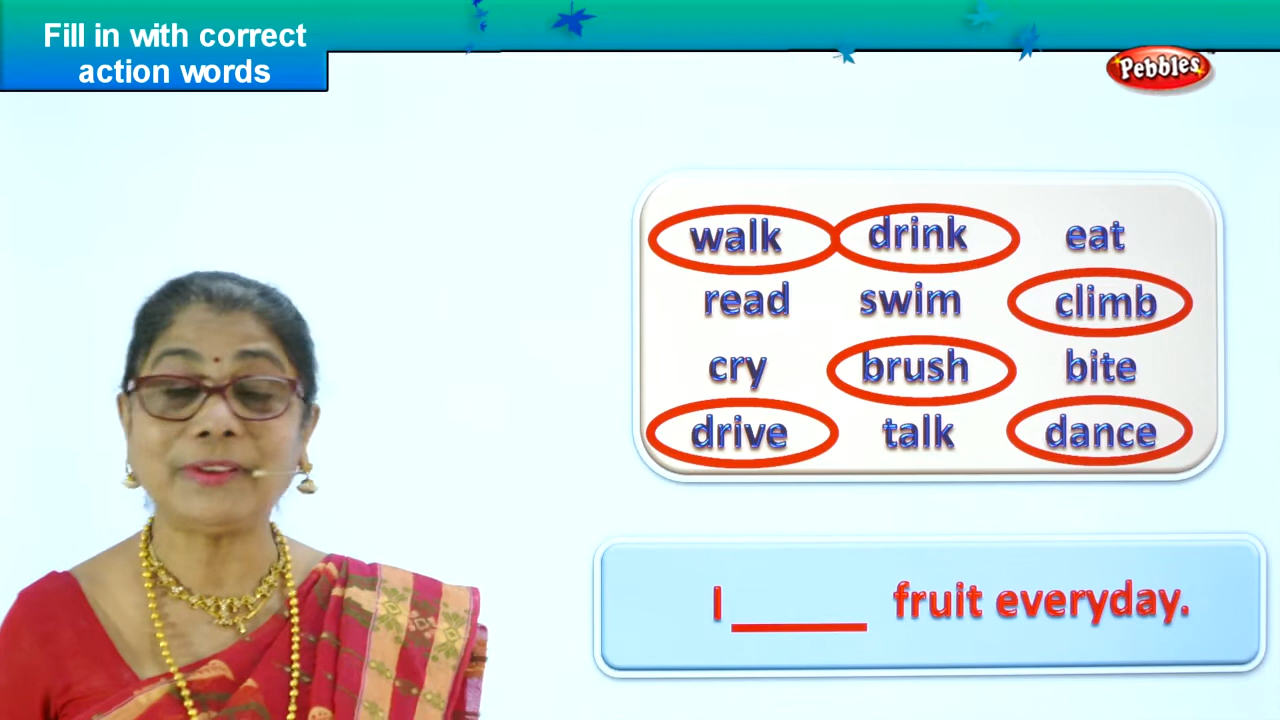 Fill in with correct
action words
Pebbles
walk drink eat
read swim climb
cry brush bite
drive talk dance
I _____ fruit everyday.